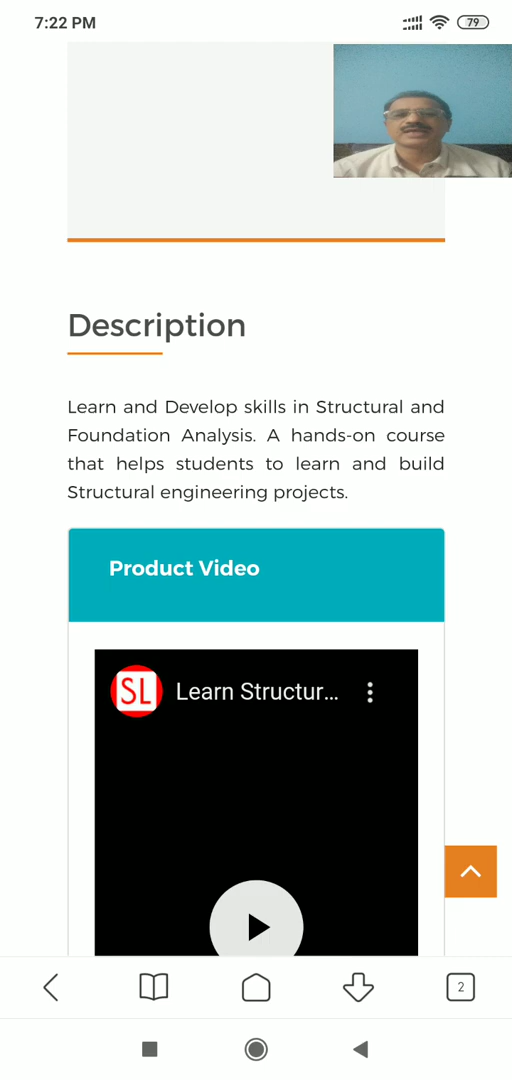 7:22 PM
79
Description
Learn and Develop skills in Structural and
Foundation Analysis. A hands-on course
that helps students to learn and build
Structural engineering projects.
Product Video
SL
Learn Structur...
2